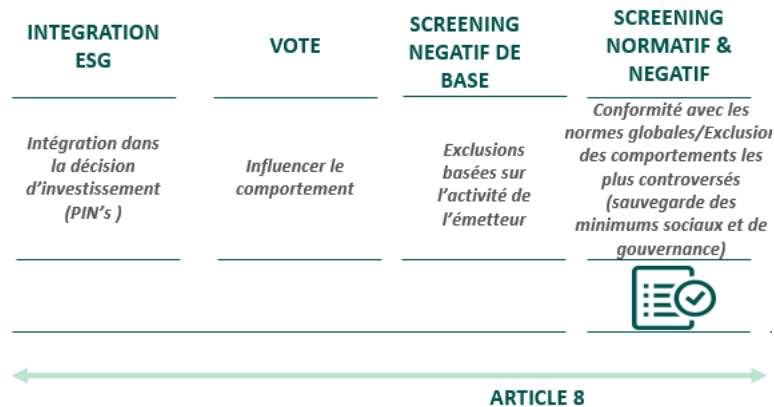 INTEGRATION
ESG
VOTE
SCREENING
NEGATIF DE
BASE
SCREENING
NORMATIF &
NEGATIF
Intégration dans
la décision
d'investissement
(PIN's )
Influencer le
comportement
Exclusions
basées sur
l'activité de
l'émetteur
Conformité avec les
normes globales/Exclusion
des comportements les
plus controversés
(sauvegarde des
minimums sociaux et de
gouvernance)
ARTICLE 8